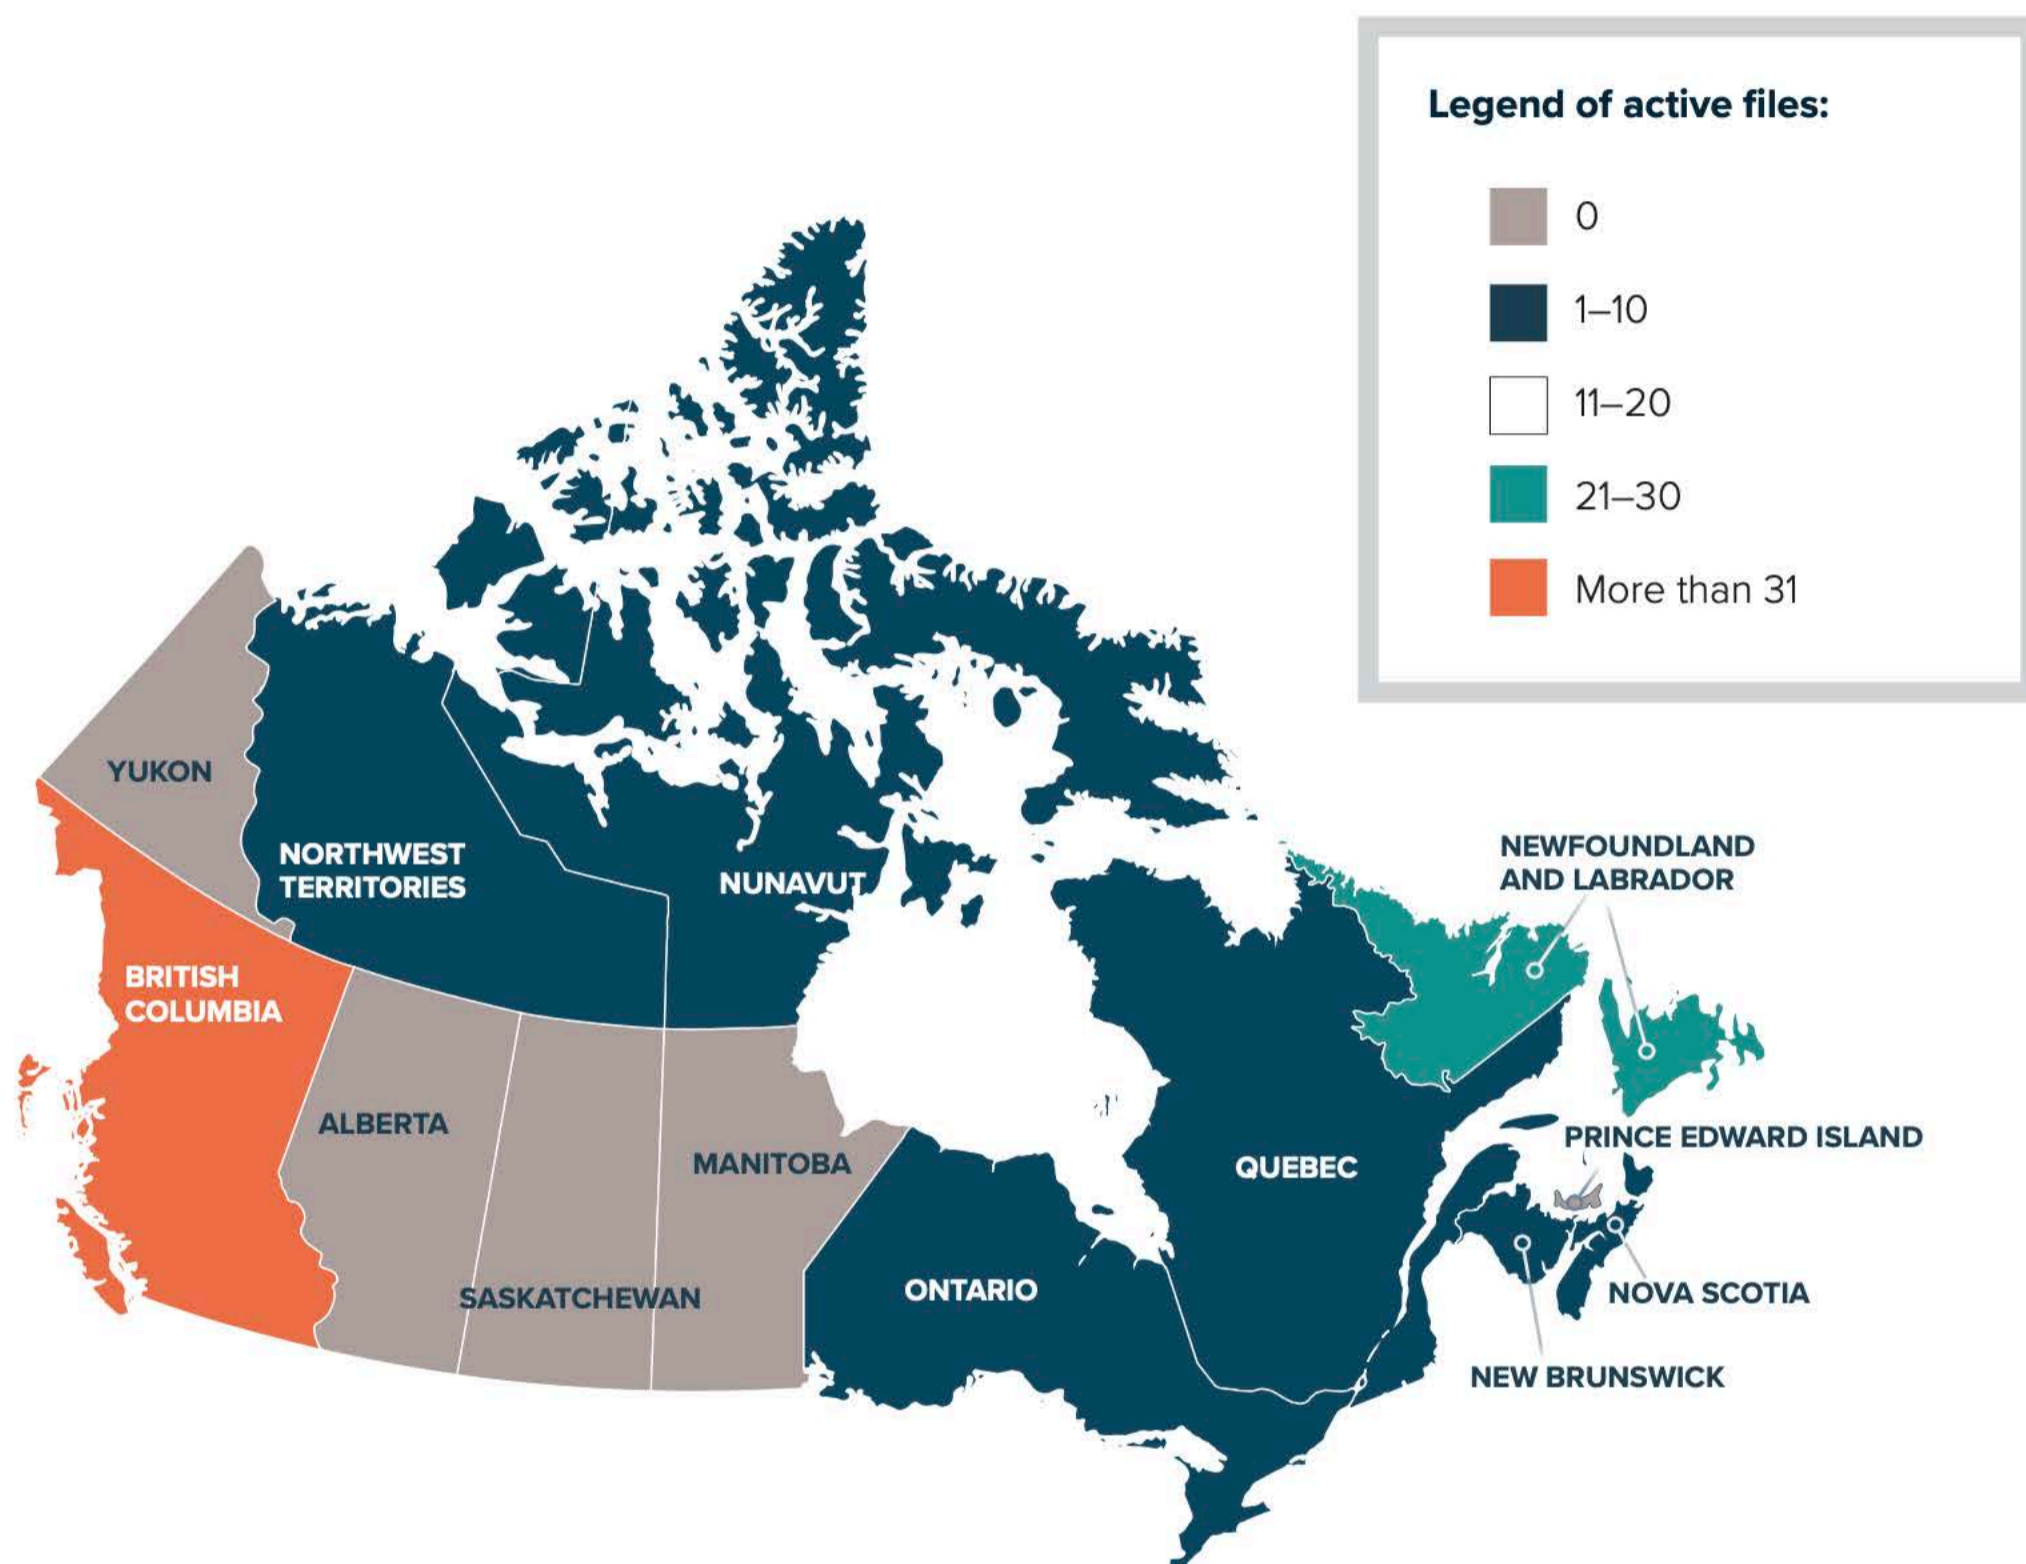 Legend of active files:
0
1–10
11–20
21–30
More than 31
YUKON
NORTHWEST
TERRITORIES
NUNAVUT
NEWFOUNDLAND
AND LABRADOR
BRITISH
COLUMBIA
ALBERTA
MANITOBA
QUEBEC
PRINCE EDWARD ISLAND
SASKATCHEWAN
ONTARIO
NOVA SCOTIA
NEW BRUNSWICK